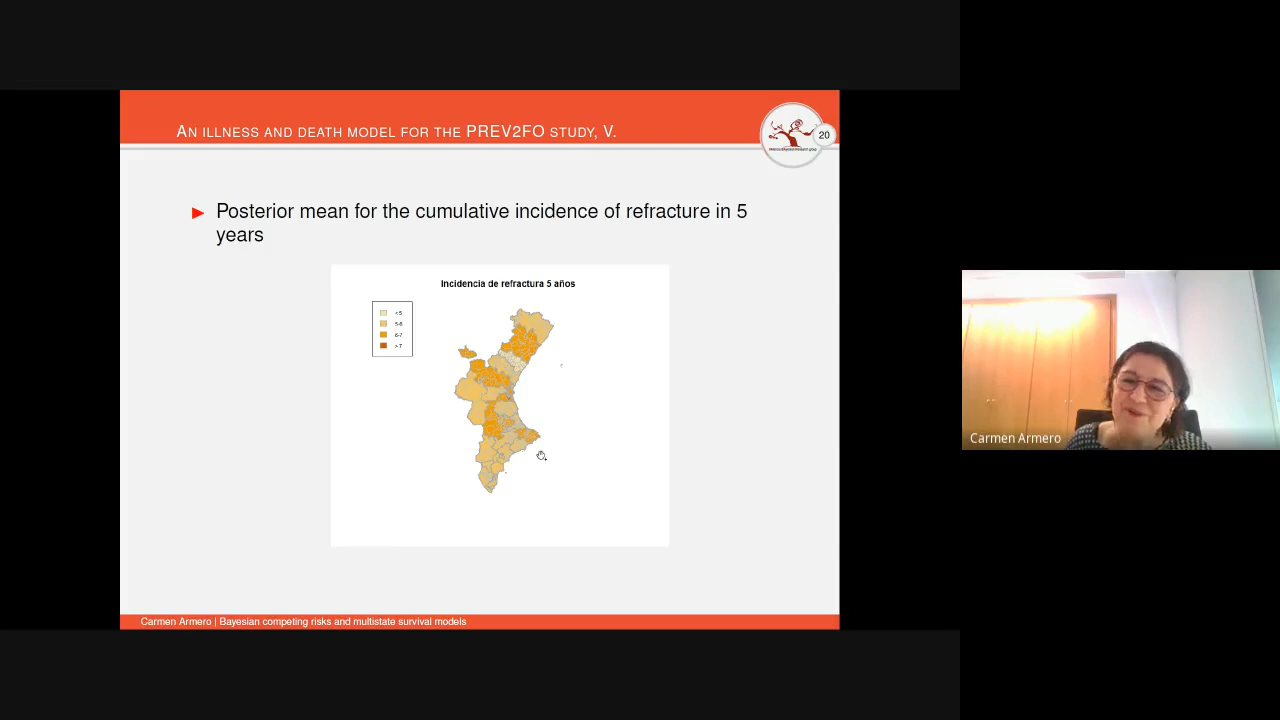 AN ILLNESS AND DEATH MODEL FOR THE PREV2FO STUDY, V.
20
Posterior mean for the cumulative incidence of refracture in 5
years
Incidencia de refractura 5 años
< 5
5-6
6-7
> 7
Carmen Armero
Carmen Armero | Bayesian competing risks and multistate survival models